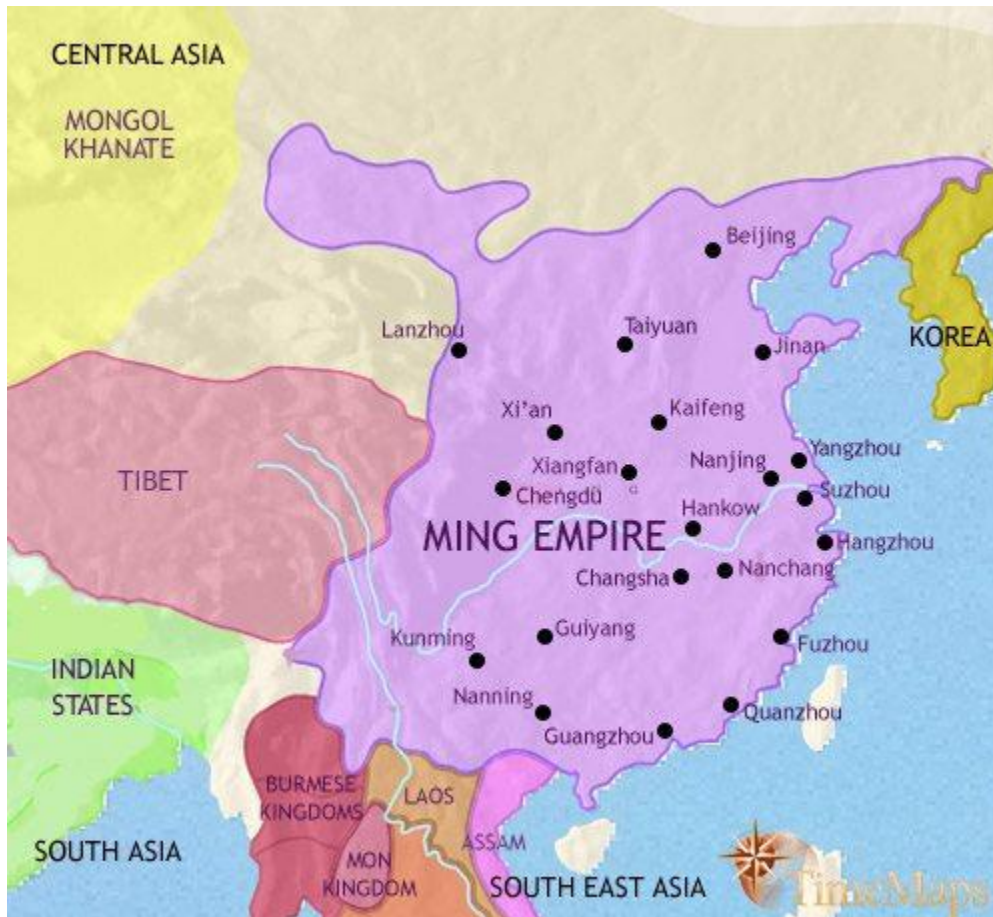 CENTRAL ASIA
MONGOL
KHANATE
Beijing
Lanzhou
Taiyuan
Jinan
KOREA
Xi'an
Kaifeng
TIBET
Xiangfan
Nanjing
Yangzhou
Chengdü
Suzhou
Hankow
MING EMPIRE
Hangzhou
Changsha
Nanchang
Kunming
Guiyang
Fuzhou
INDIAN
STATES
Nanning
Quanzhou
Guangzhou
BURMESE
KINGDOMS
LAOS
ASSAM
SOUTH ASIA
MON
KINGDOM
SOUTH EAST ASIA
TimeMaps